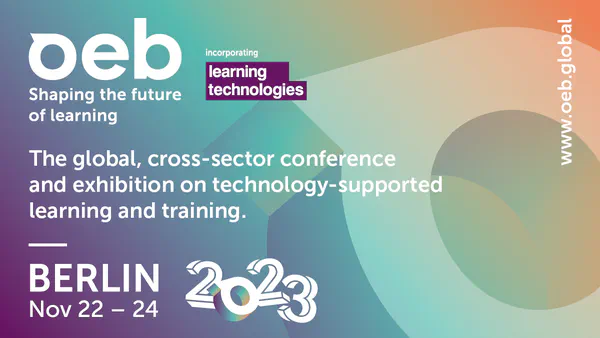 oeb
incorporating
learning
technologies
Shaping the future
of learning
www.oeb.global
The global, cross-sector conference
and exhibition on technology-supported
learning and training.
BERLIN
Nov 22 – 24
2023